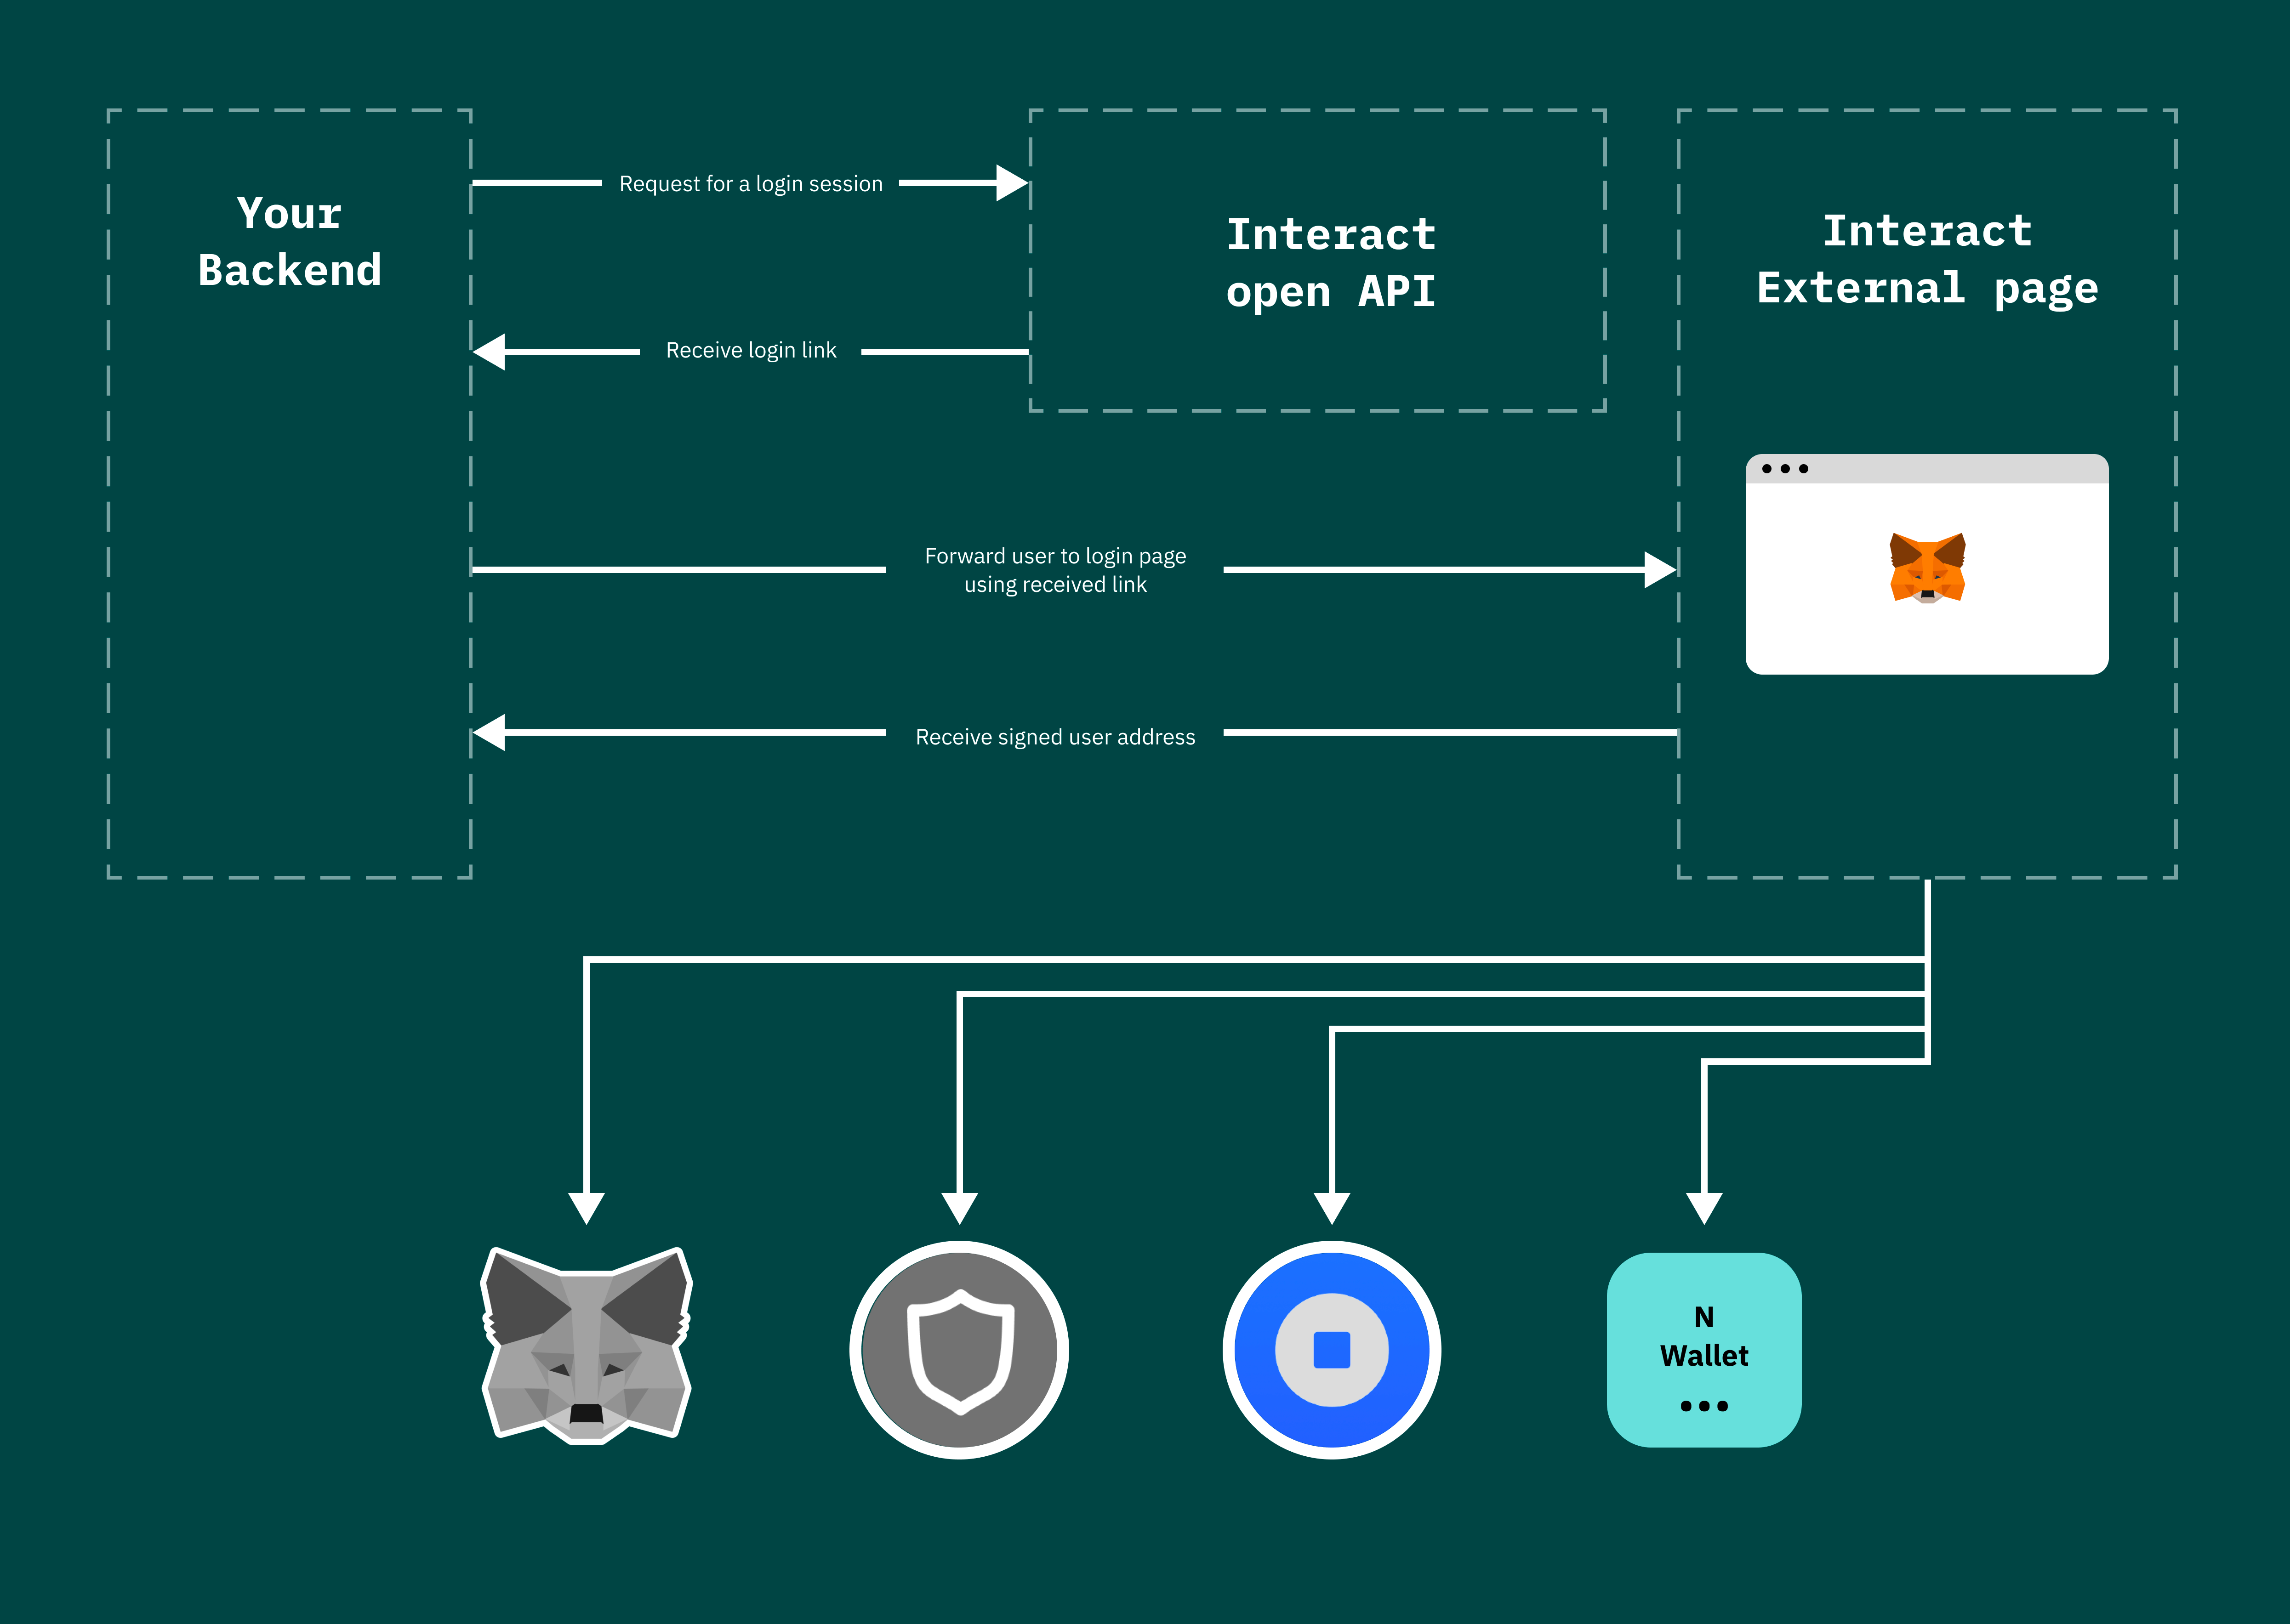 Your
Backend
Request for a login session
Receive login link
Interact
open API
Interact
External page
Forward user to login page
using received link
Receive signed user address
N
Wallet
...